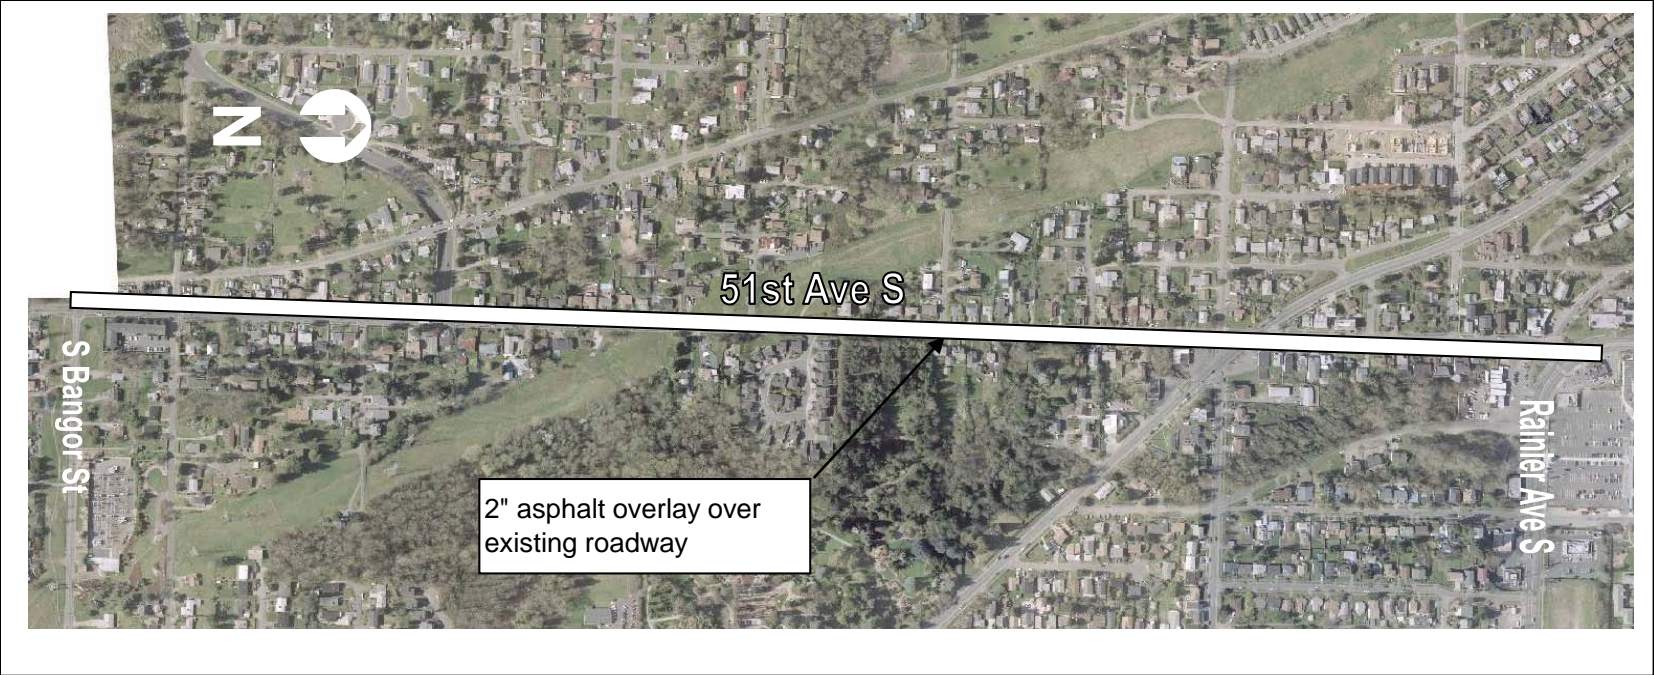 N
51st Ave S
S Bangor St
Rainier Ave S
2" asphalt overlay over
existing roadway